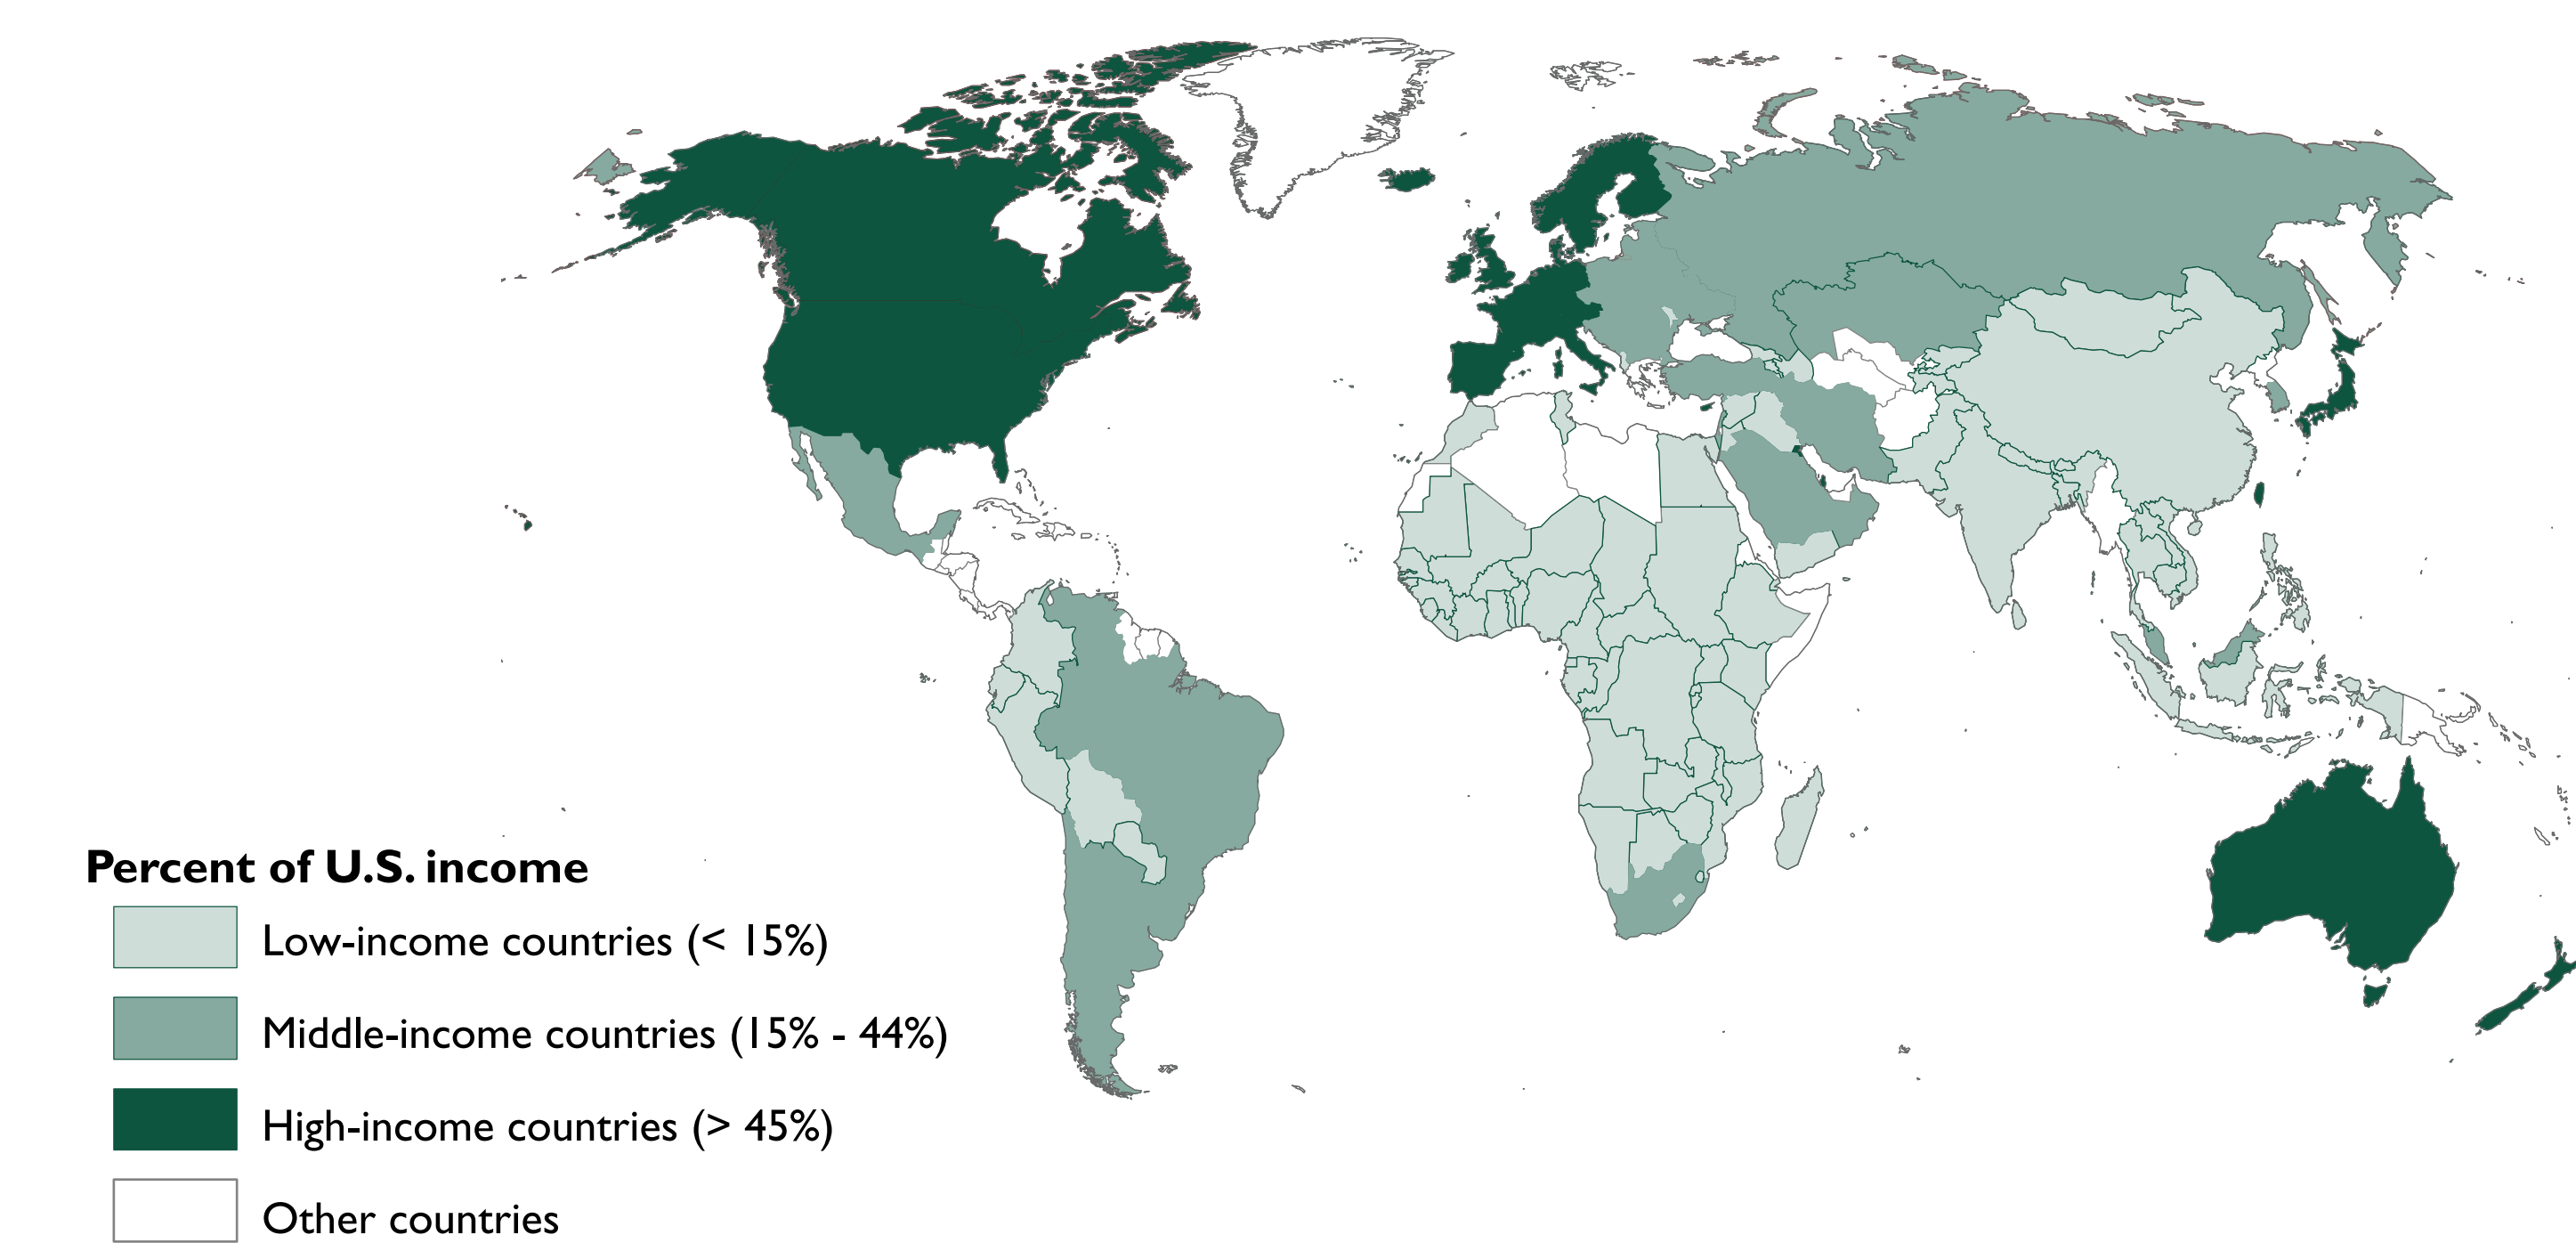 Percent of U.S. income
Low-income countries (< 15%)
Middle-income countries (15% - 44%)
High-income countries (> 45%)
Other countries